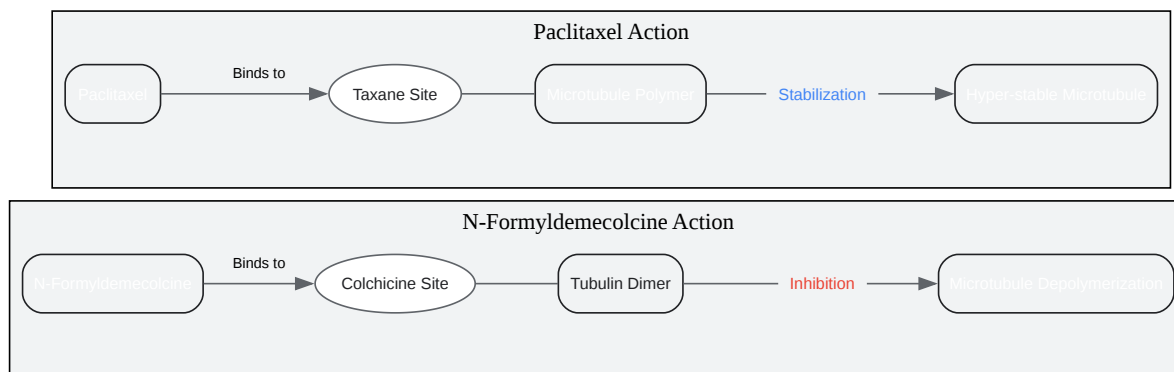 Paclitaxel Action
Paclitaxel
Binds to
Taxane Site
Microtubule Polymer
Stabilization
Hyper-stable Microtubule
N-Formyldemecolcine Action
N-Formyldemecolcine
Binds to
Colchicine Site
Tubulin Dimer
Inhibition
Microtubule Depolymerization